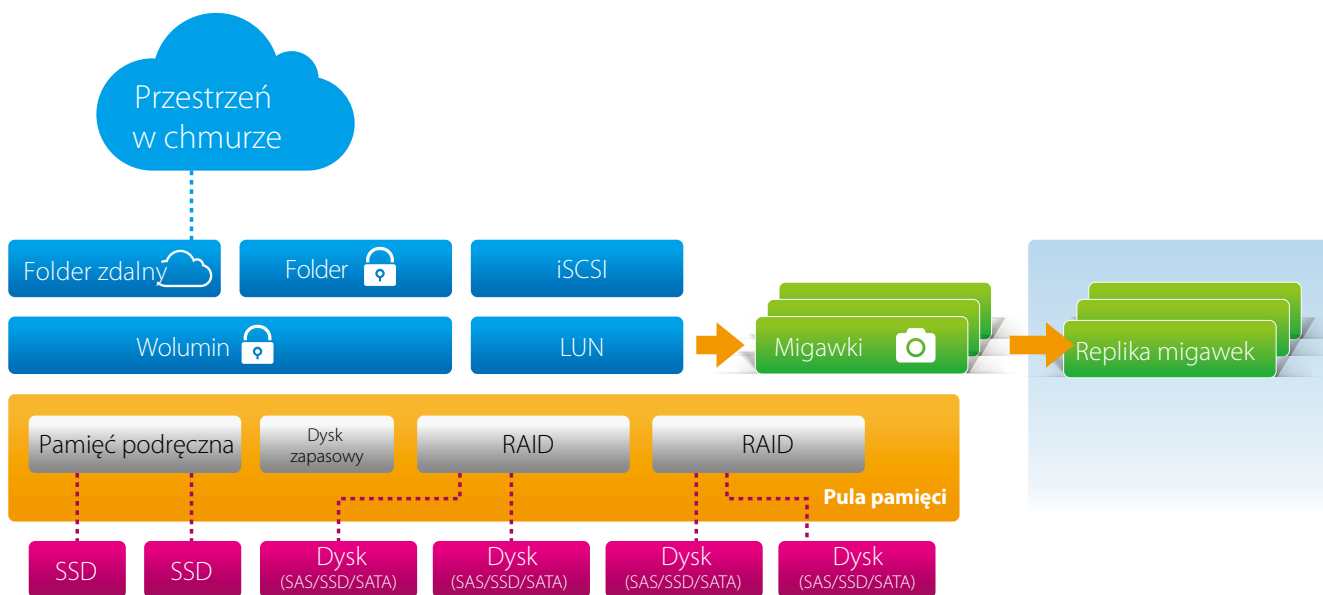 Przestrzeń
w chmurze
Folder zdalny
Folder
iSCSI
Wolumin
LUN
Migawki
Replika migawek
Pamięć podręczna
Dysk
zapasowy
RAID
RAID
Pula pamięci
SSD
SSD
Dysk
(SAS/SSD/SATA)
Dysk
(SAS/SSD/SATA)
Dysk
(SAS/SSD/SATA)
Dysk
(SAS/SSD/SATA)